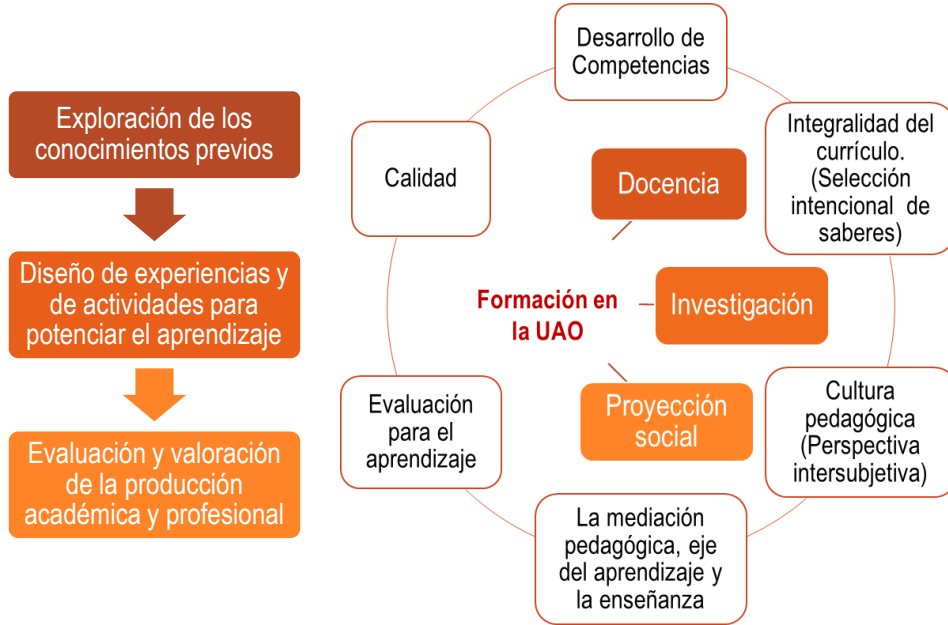 Exploración de los
conocimientos previos
Diseño de experiencias y
de actividades para
potenciar el aprendizaje
Evaluación y valoración
de la producción
académica y profesional
Desarrollo de
Competencias
Integralidad del
currículo.
(Selección
intencional de
saberes)
Cultura
pedagógica
(Perspectiva
intersubjetiva)
La mediación
pedagógica, eje
del aprendizaje y
la enseñanza
Evaluación
para el
aprendizaje
Calidad
Formación en
la UAO
Docencia
Investigación
Proyección
social